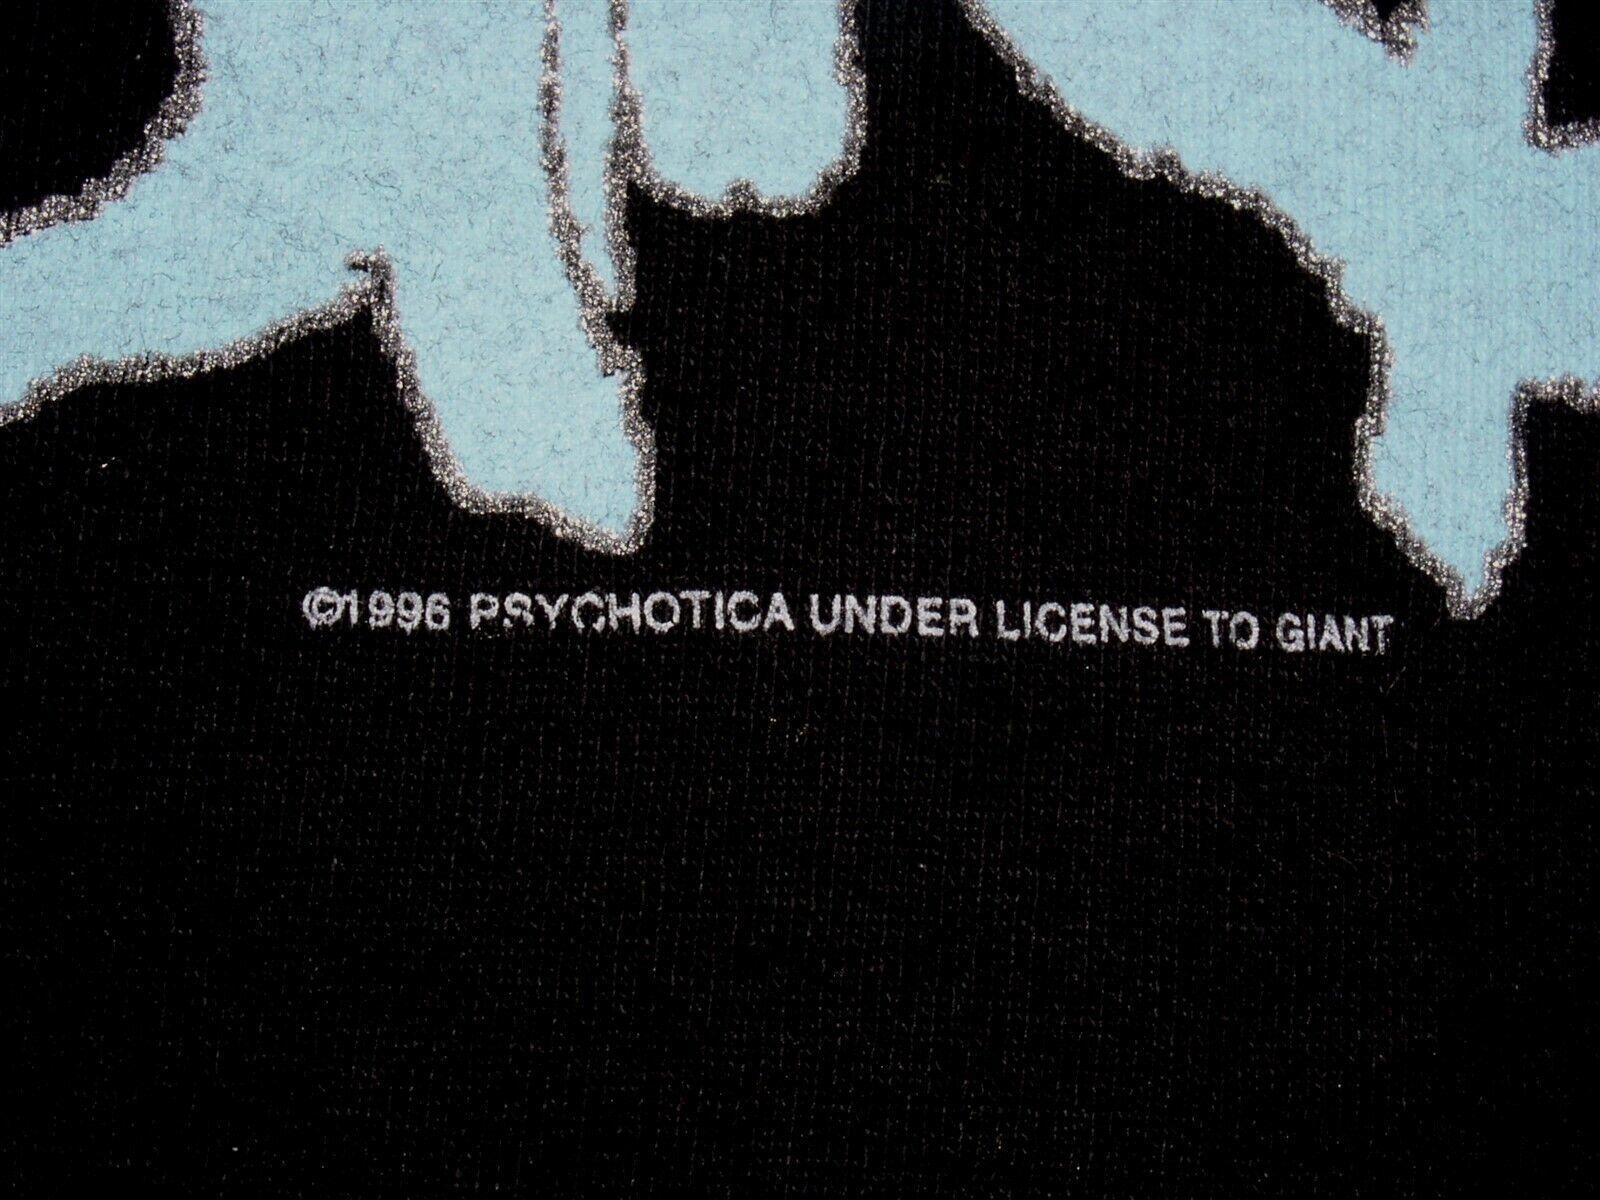 ©1996 PSYCHOTICA UNDER LICENSE TO GIANT